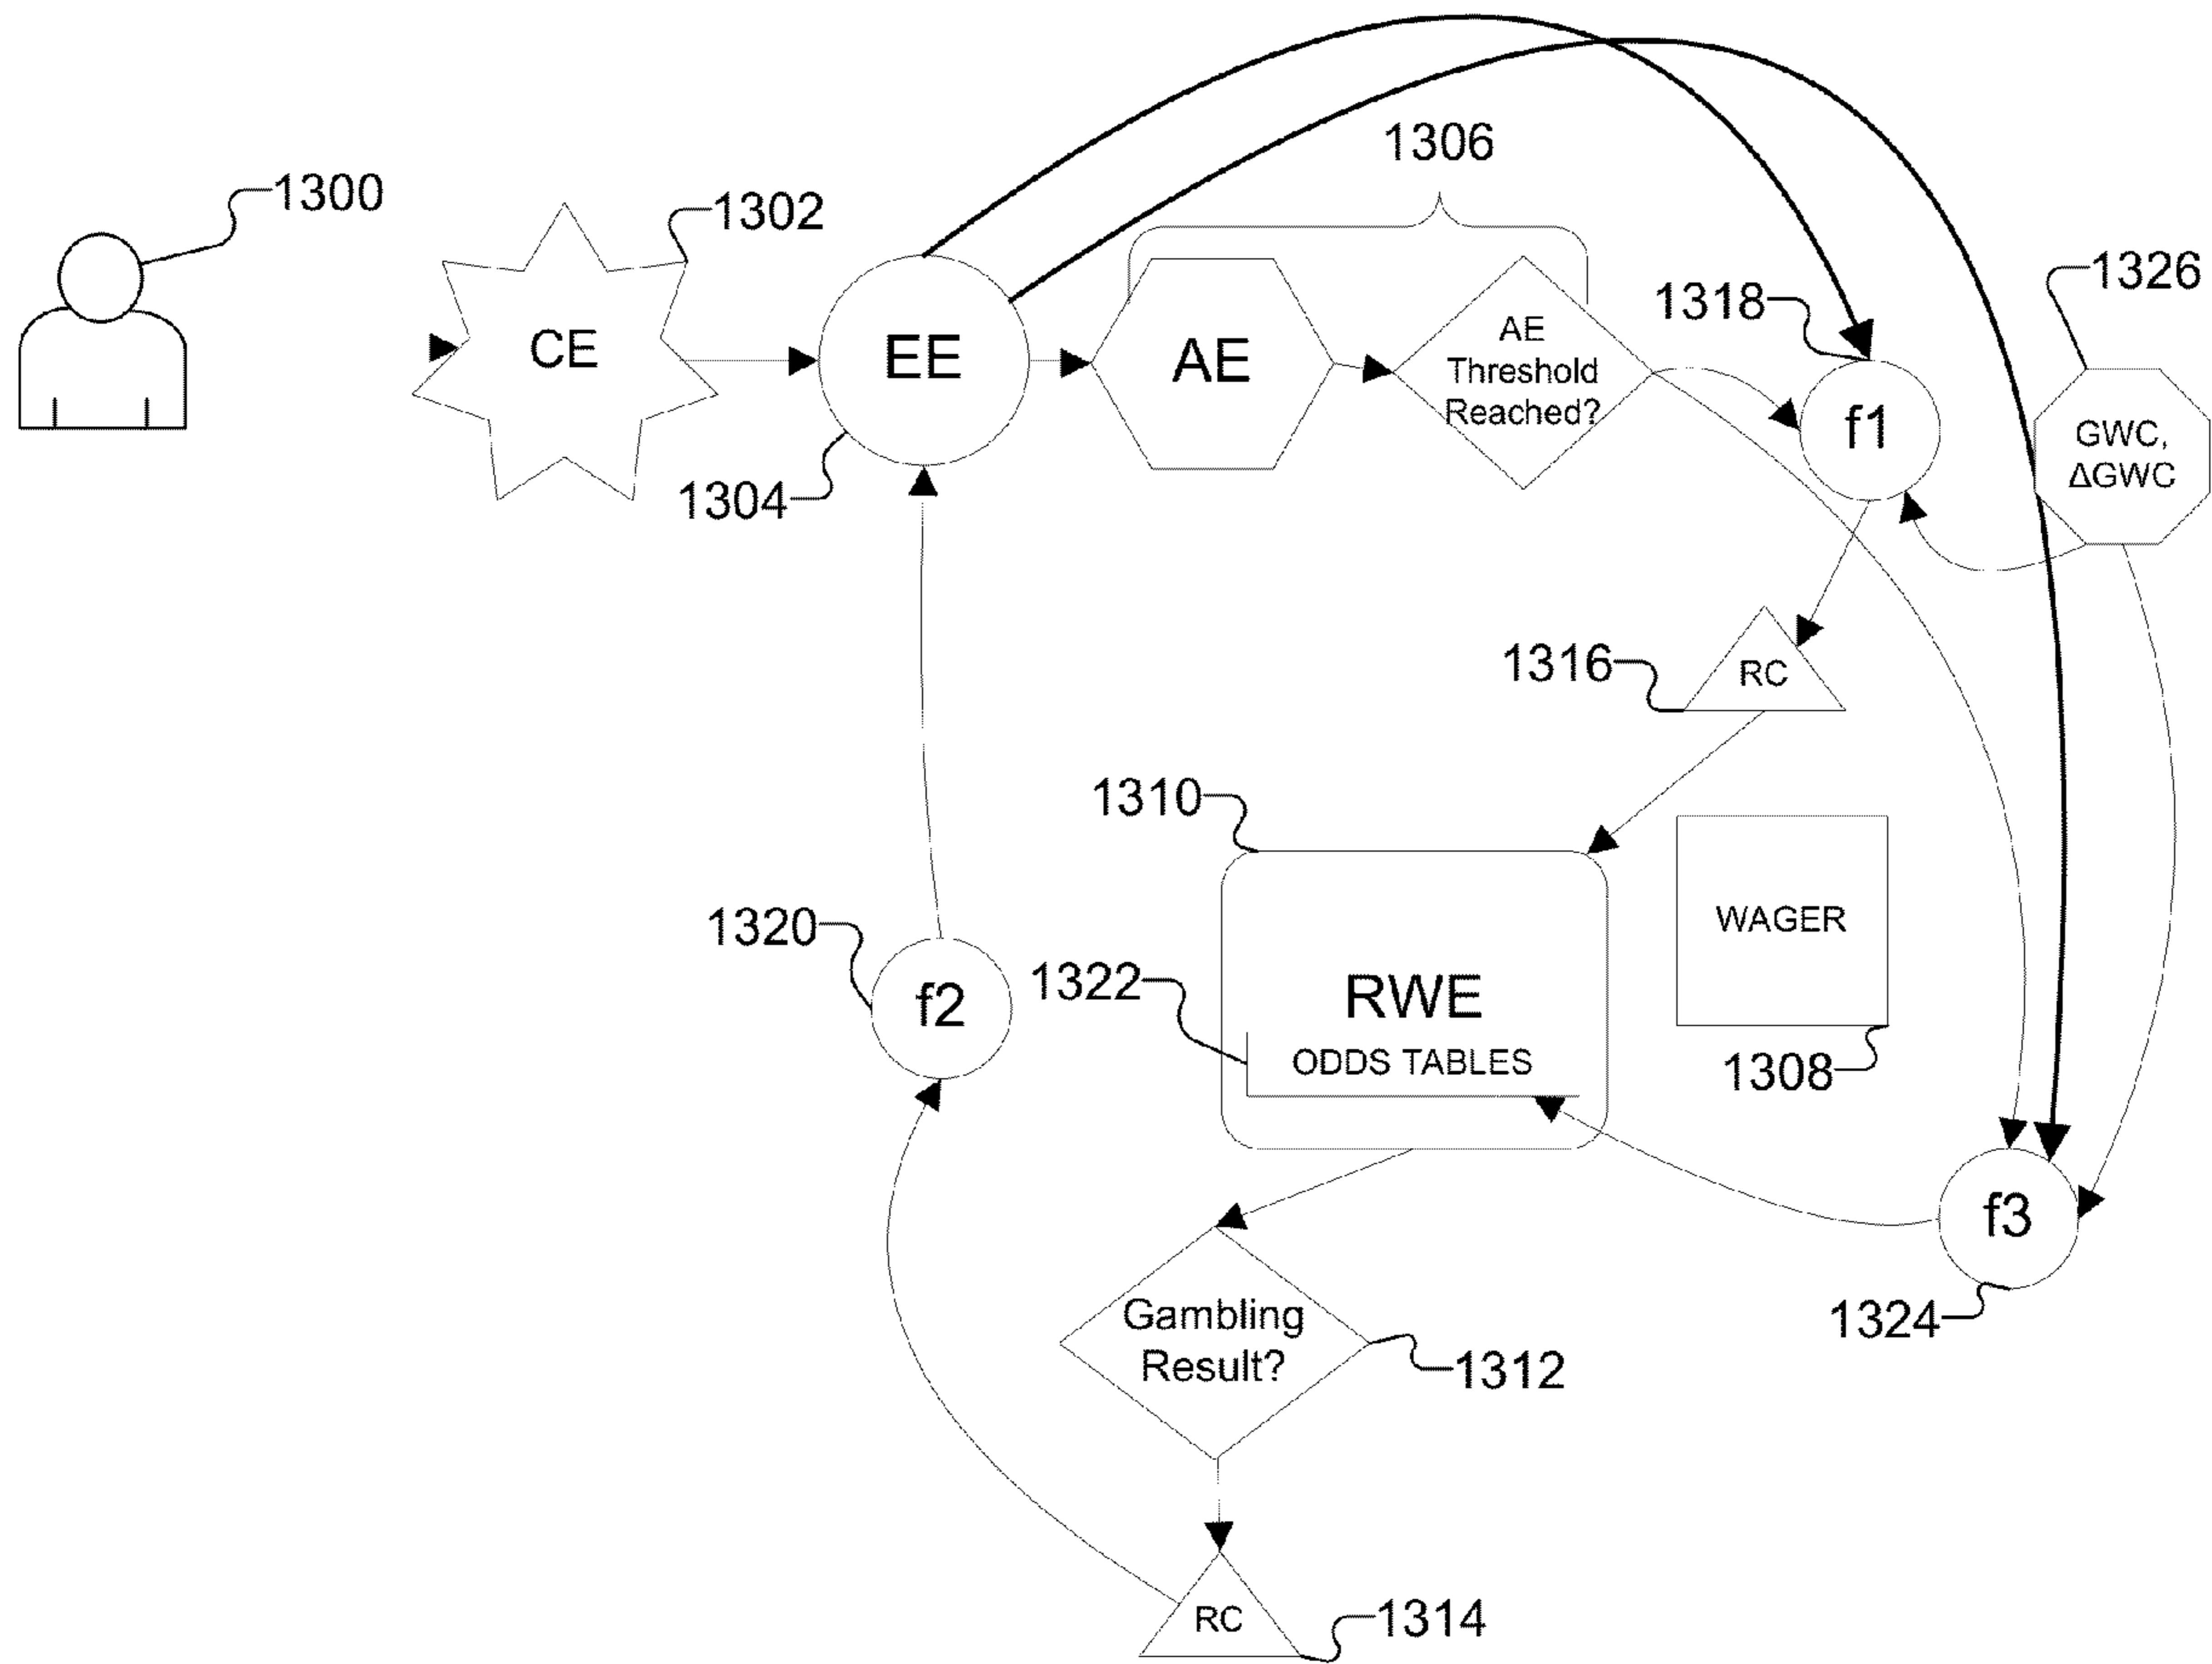 1306
1300
1302
1326
1318
CE
EE
AE
AE
Threshold
Reached?
f1
GWC,
ΔGWC
1304
1316
RC
1310
1320
1322
f2
RWE
ODDS TABLES
WAGER
1308
f3
1324
Gambling
Result?
1312
RC
1314